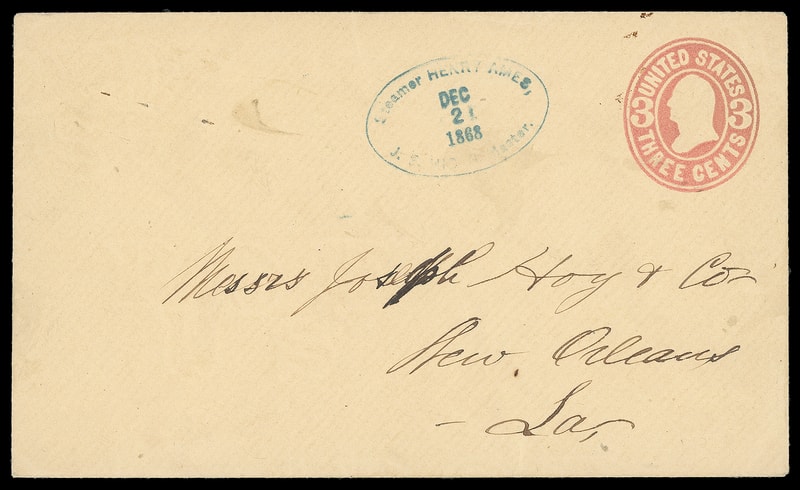 Steamer HENRY AMES,
DEC
21
1868
J. Master.
UNITED STATES
3 3
THREE CENTS
Messrs Joseph Hoy & Co
New Orleans
La,